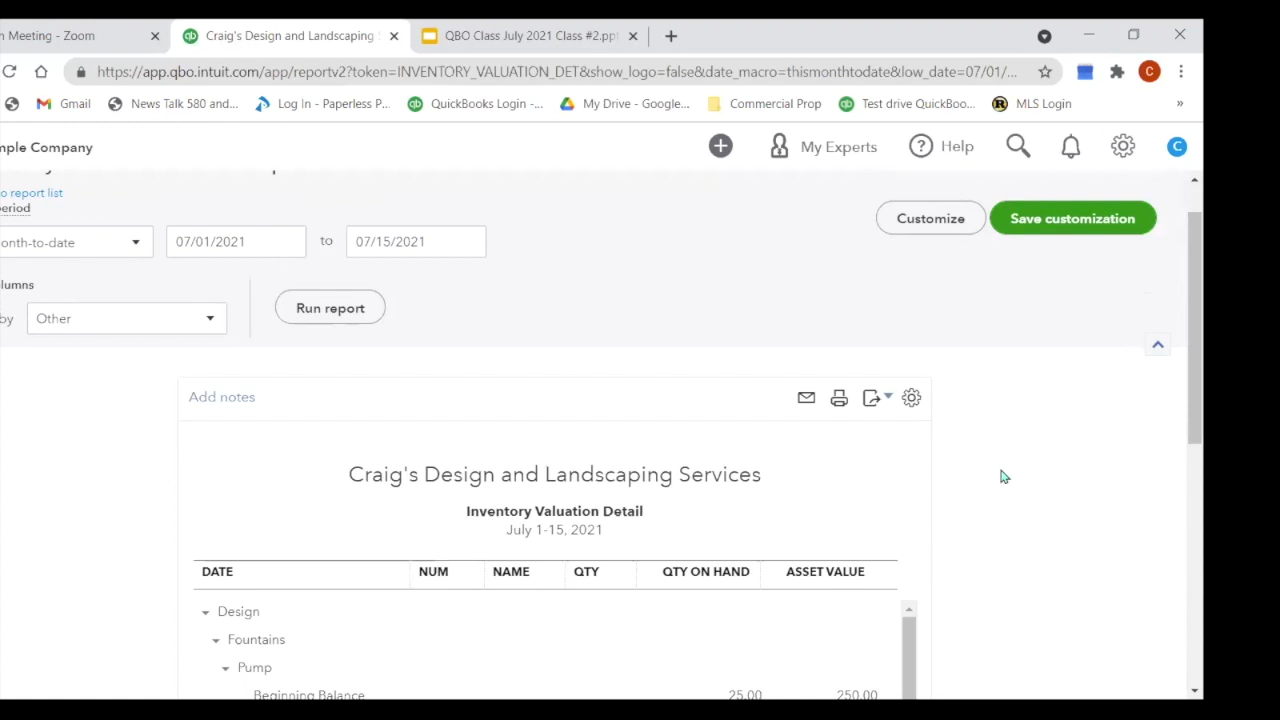 n Meeting - Zoom
Craig's Design and Landscaping S
QBO Class July 2021 Class #2.ppt
https://app.qbo.intuit.com/app/reportv2?token=INVENTORY_VALUATION_DET&show_logo=false&date_macro=thismonthtodate&low_date=07/01/...
C
Gmail
News Talk 580 and...
Log In - Paperless P...
QuickBooks Login -...
My Drive - Google...
Commercial Prop
Test drive QuickBoo...
MLS Login
»
mple Company
My Experts
Help
C
o report list
eriod
Customize
Save customization
onth-to-date
07/01/2021
to
07/15/2021
lumns
by
Other
Run report
Add notes
Craig's Design and Landscaping Services
Inventory Valuation Detail
July 1-15, 2021
DATE NUM NAME QTY QTY ON HAND ASSET VALUE
Design
Fountains
Pump
Beginning Balance 25.00 250.00